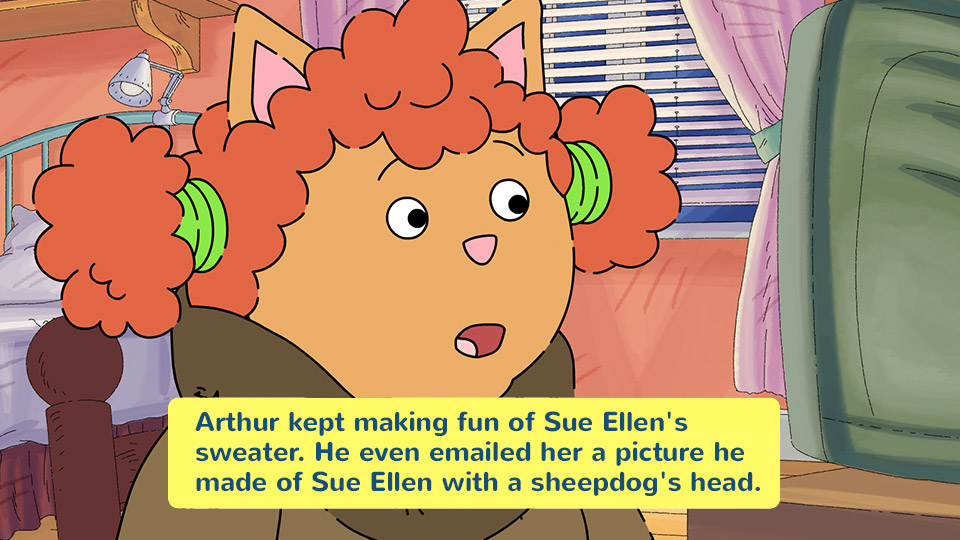 Arthur kept making fun of Sue Ellen's
sweater. He even emailed her a picture he
made of Sue Ellen with a sheepdog's head.